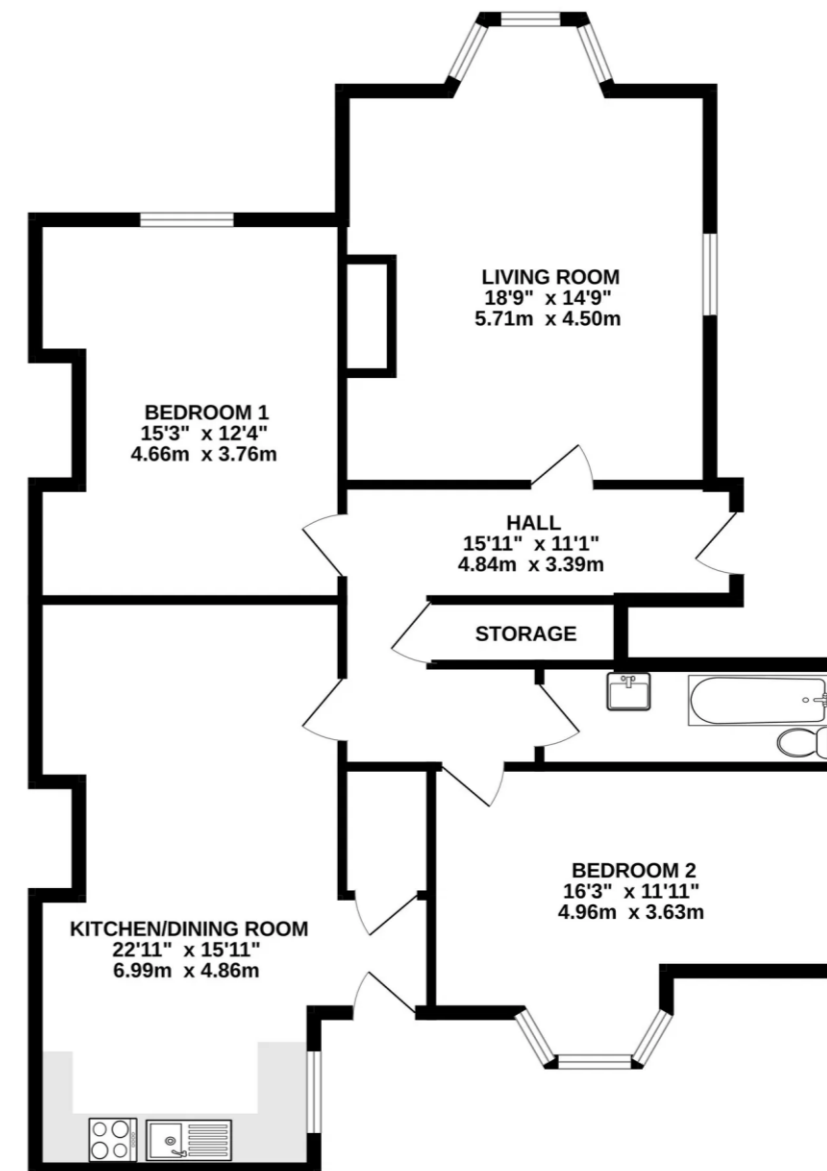 LIVING ROOM
18'9" x 14'9"
5.71m x 4.50m
BEDROOM 1
15'3" x 12'4"
4.66m x 3.76m
HALL
15'11" x 11'1"
4.84m x 3.39m
STORAGE
BEDROOM 2
16'3" x 11'11"
4.96m x 3.63m
KITCHEN/DINING ROOM
22'11" x 15'11"
6.99m x 4.86m